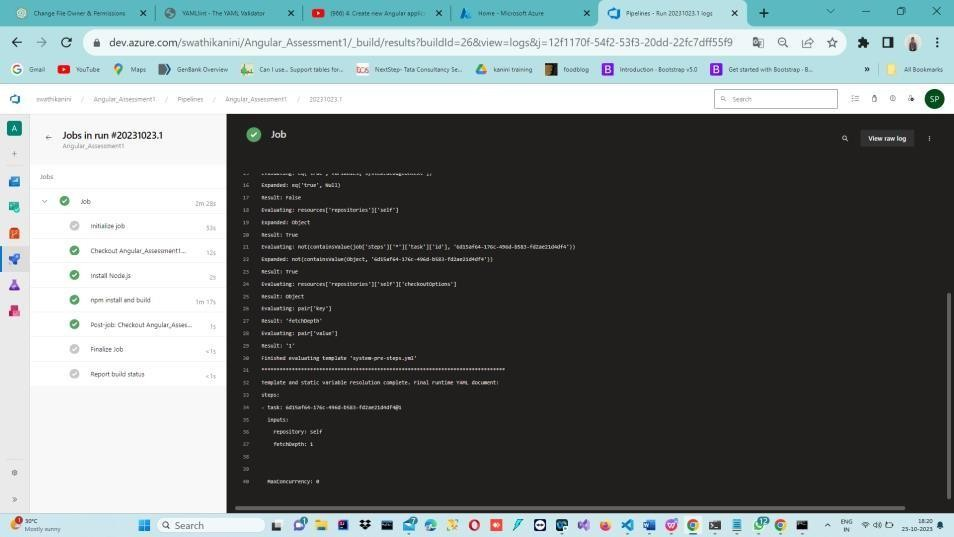 Change File Owner & Permissions
YAMLlint - The YAML Validator
(966) 4. Create new Angular applic
Home - Microsoft Azure
Pipelines - Run 20231023.1 logs
dev.azure.com/swathikanini/Angular_Assessment1/_build/results?buildId=26&view=logs&j=12f1170f-54f2-53f3-20dd-22fc7dff55f9
Gmail
YouTube
Maps
GenBank Overview
Can I use... Support tables for...
NextStep- Tata Consultancy Se...
kanini training
foodblog
Introduction · Bootstrap v5.0
Get started with Bootstrap · B...
»
All Bookmarks
swathikanini / Angular_Assessment1 / Pipelines / Angular_Assessment1 / 20231023.1
Search
SP
A
Jobs in run #20231023.1
Angular_Assessment1
Jobs
Job 2m 28s
Initialize job 53s
Checkout Angular_Assessment1... 12s
Install Node.js 2s
npm install and build 1m 17s
Post-job: Checkout Angular_Asses... 1s
Finalize Job <1s
Report build status <1s
Job
View raw log
16 Expanded: eq('true', Null)
17 Result: False
18 Evaluating: resources['repositories']['self']
19 Expanded: Object
20 Result: True
21 Evaluating: not(containsValue(job['steps']['*']['task']['id'], '6d15af64-176c-496d-b583-fd2ae21d4df4'))
22 Expanded: not(containsValue(Object, '6d15af64-176c-496d-b583-fd2ae21d4df4'))
23 Result: True
24 Evaluating: resources['repositories']['self']['checkoutOptions']
25 Result: Object
26 Evaluating: pair['key']
27 Result: 'fetchDepth'
28 Evaluating: pair['value']
29 Result: '1'
30 Finished evaluating template 'system-pre-steps.yml'
31 ********************************************************************************
32 Template and static variable resolution complete. Final runtime YAML document:
33 steps:
34 - task: 6d15af64-176c-496d-b583-fd2ae21d4df4@1
35 inputs:
36 repository: self
37 fetchDepth: 1
38
39
40 MaxConcurrency: 0
30°C
Mostly sunny
Search
ENG
IN
18:20
23-10-2023